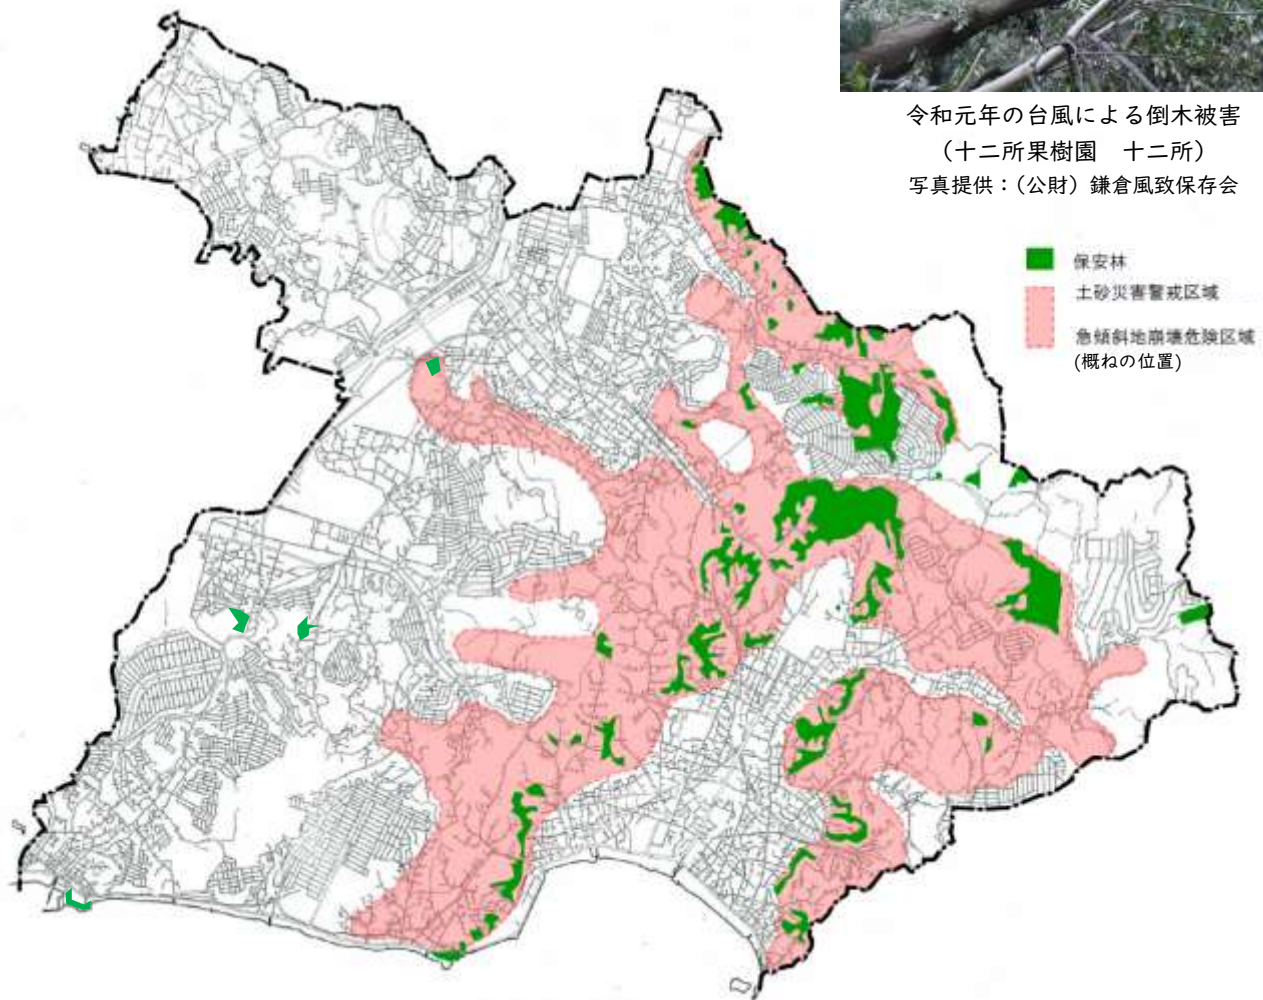 令和元年の台風による倒木被害
（十二所果樹園　十二所）
写真提供：（公財）鎌倉風致保存会
保安林
土砂災害警戒区域
急傾斜地崩壊危険区域
(概ねの位置)